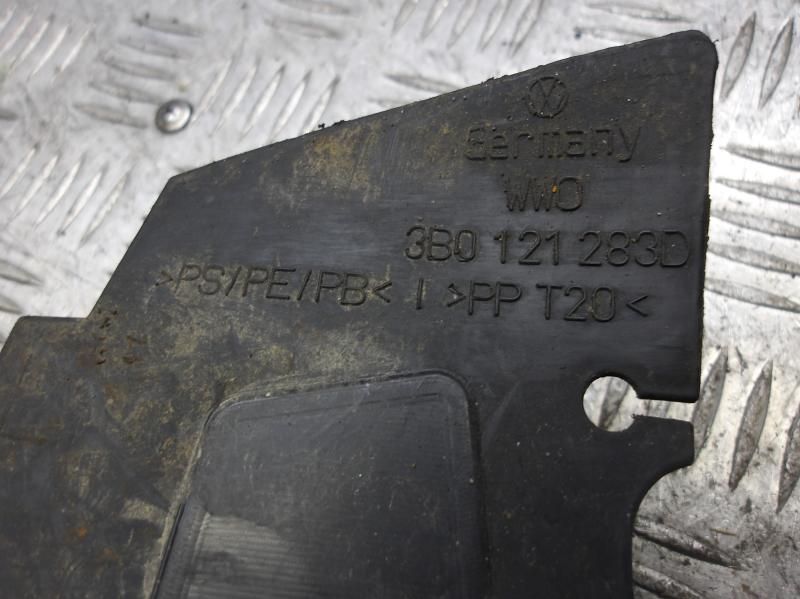 Germany
WWO
3B0 121 283D
>PS/PE/PB< I >PP T20<